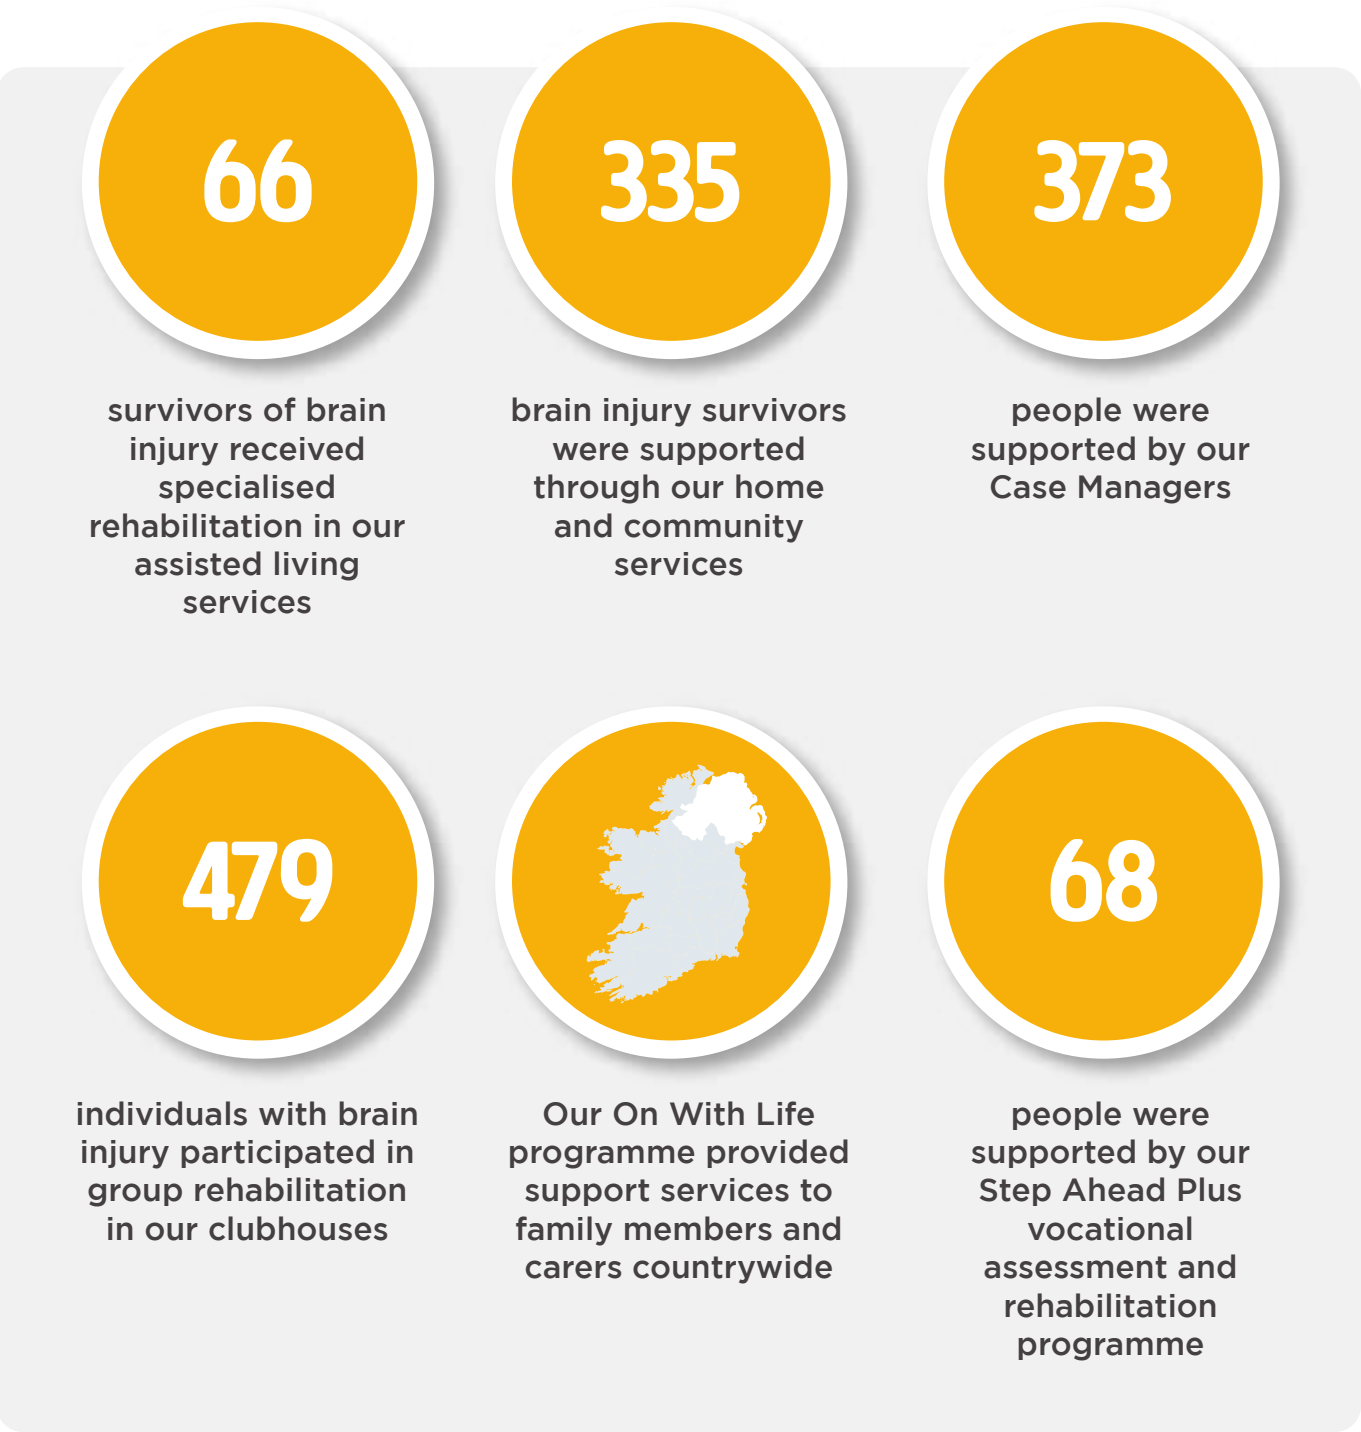 66
survivors of brain
injury received
specialised
rehabilitation in our
assisted living
services
335
brain injury survivors
were supported
through our home
and community
services
373
people were
supported by our
Case Managers
479
individuals with brain
injury participated in
group rehabilitation
in our clubhouses
Our On With Life
programme provided
support services to
family members and
carers countrywide
68
people were
supported by our
Step Ahead Plus
vocational
assessment and
rehabilitation
programme